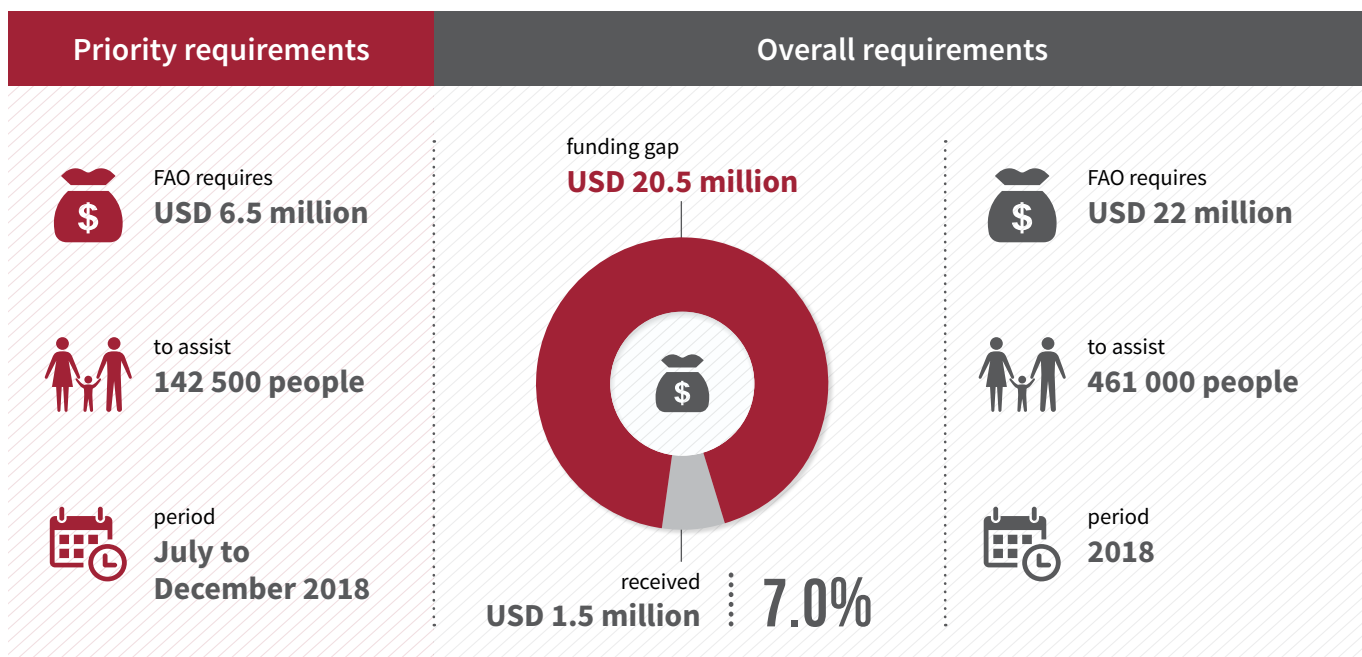 Priority requirements
Overall requirements
FAO requires
USD 6.5 million
to assist
142 500 people
period
July to
December 2018
funding gap
USD 20.5 million
$
$
$
received
USD 1.5 million
7.0%
FAO requires
USD 22 million
to assist
461 000 people
period
2018